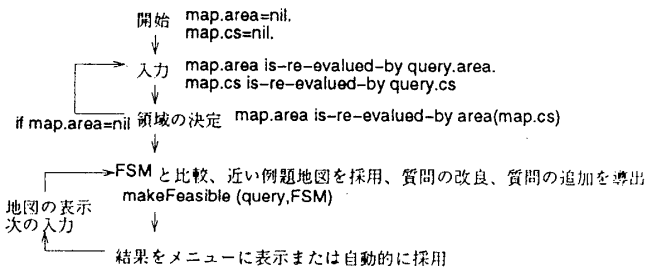 開始 map.area=nil.
map.cs=nil.
入力 map.area is-re-evalued-by query.area.
map.cs is-re-evalued-by query.cs
if map.area=nil 領域の決定 map.area is-re-evalued-by area(map.cs)
FSM と比較、近い例題地図を採用、質問の改良、質問の追加を導出
makeFeasible (query,FSM)
地図の表示
次の入力
結果をメニューに表示または自動的に採用